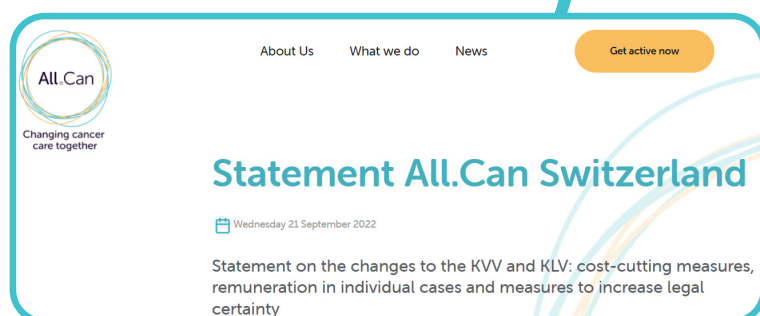 All.Can
Changing cancer
care together
About Us
What we do
News
Get active now
Statement All.Can Switzerland
Wednesday 21 September 2022
Statement on the changes to the KVV and KLV: cost-cutting measures,
remuneration in individual cases and measures to increase legal
certainty